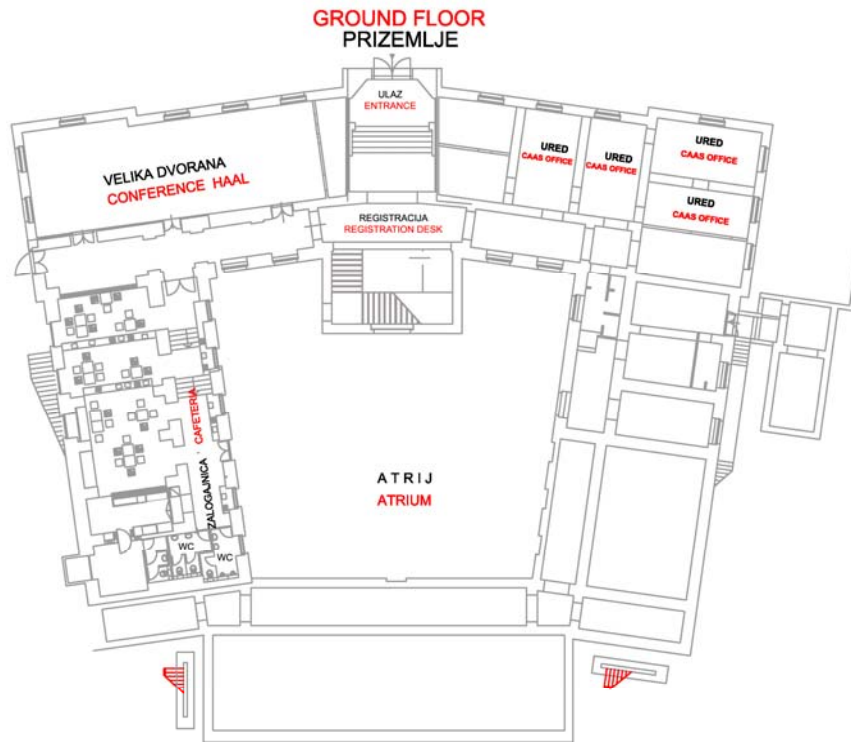 GROUND FLOOR
PRIZEMLJE
ULAZ
ENTRANCE
VELIKA DVORANA
CONFERENCE HAAL
URED
CAAS OFFICE
URED
CAAS OFFICE
URED
CAAS OFFICE
URED
CAAS OFFICE
REGISTRACIJA
REGISTRATION DESK
ZALOGAJNICA
CAFETERIA
ATRIJ
ATRIUM
WC
WC